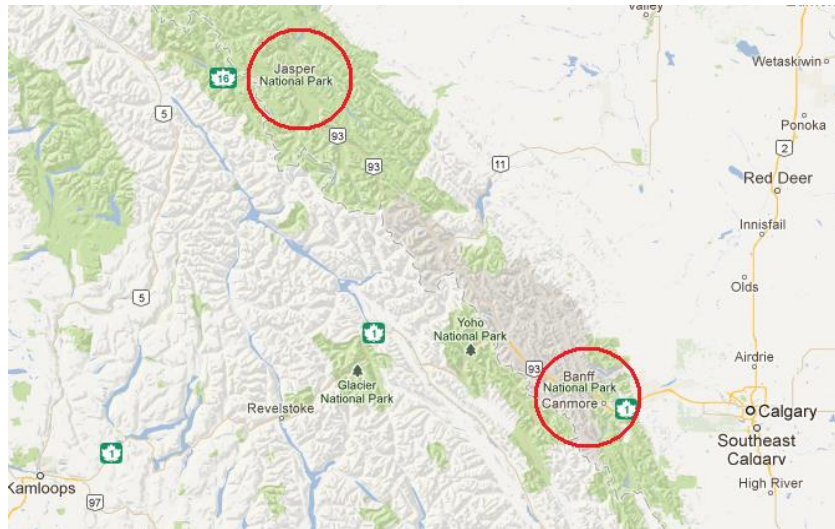 Valley
Wetaskiwin
Jasper
National Park
16
5
Ponoka
93
2
93
11
Red Deer
Innisfail
Olds
5
Yoho
National Park
1
Airdrie
93
Banff
National Park
Glacier
National Park
Canmore
1
Revelstoke
Calgary
Southeast
Calgary
1
Kamloops
High River
97